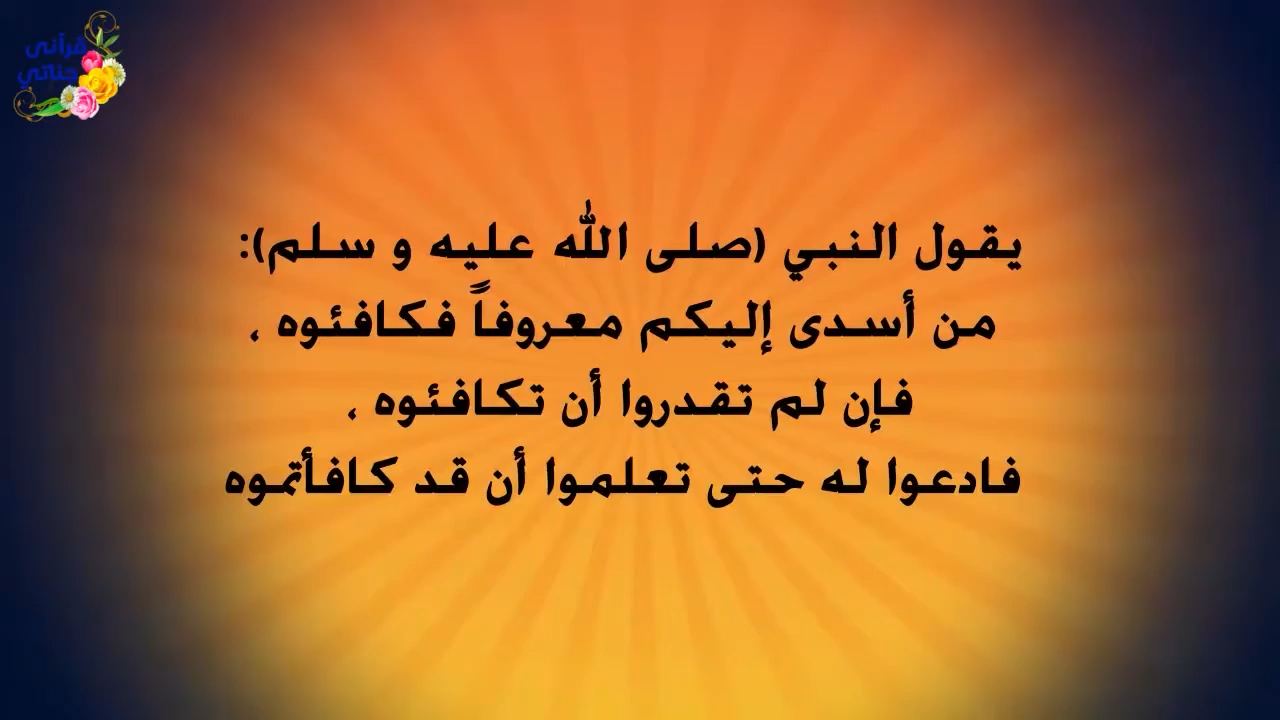 قرآنى
جناتي
يقول النبي (صلى الله عليه و سلم):
من أسدى إليكم معروفاً فكافئوه ،
فإن لم تقدروا أن تكافئوه ،
فادعوا له حتى تعلموا أن قد كافأتموه